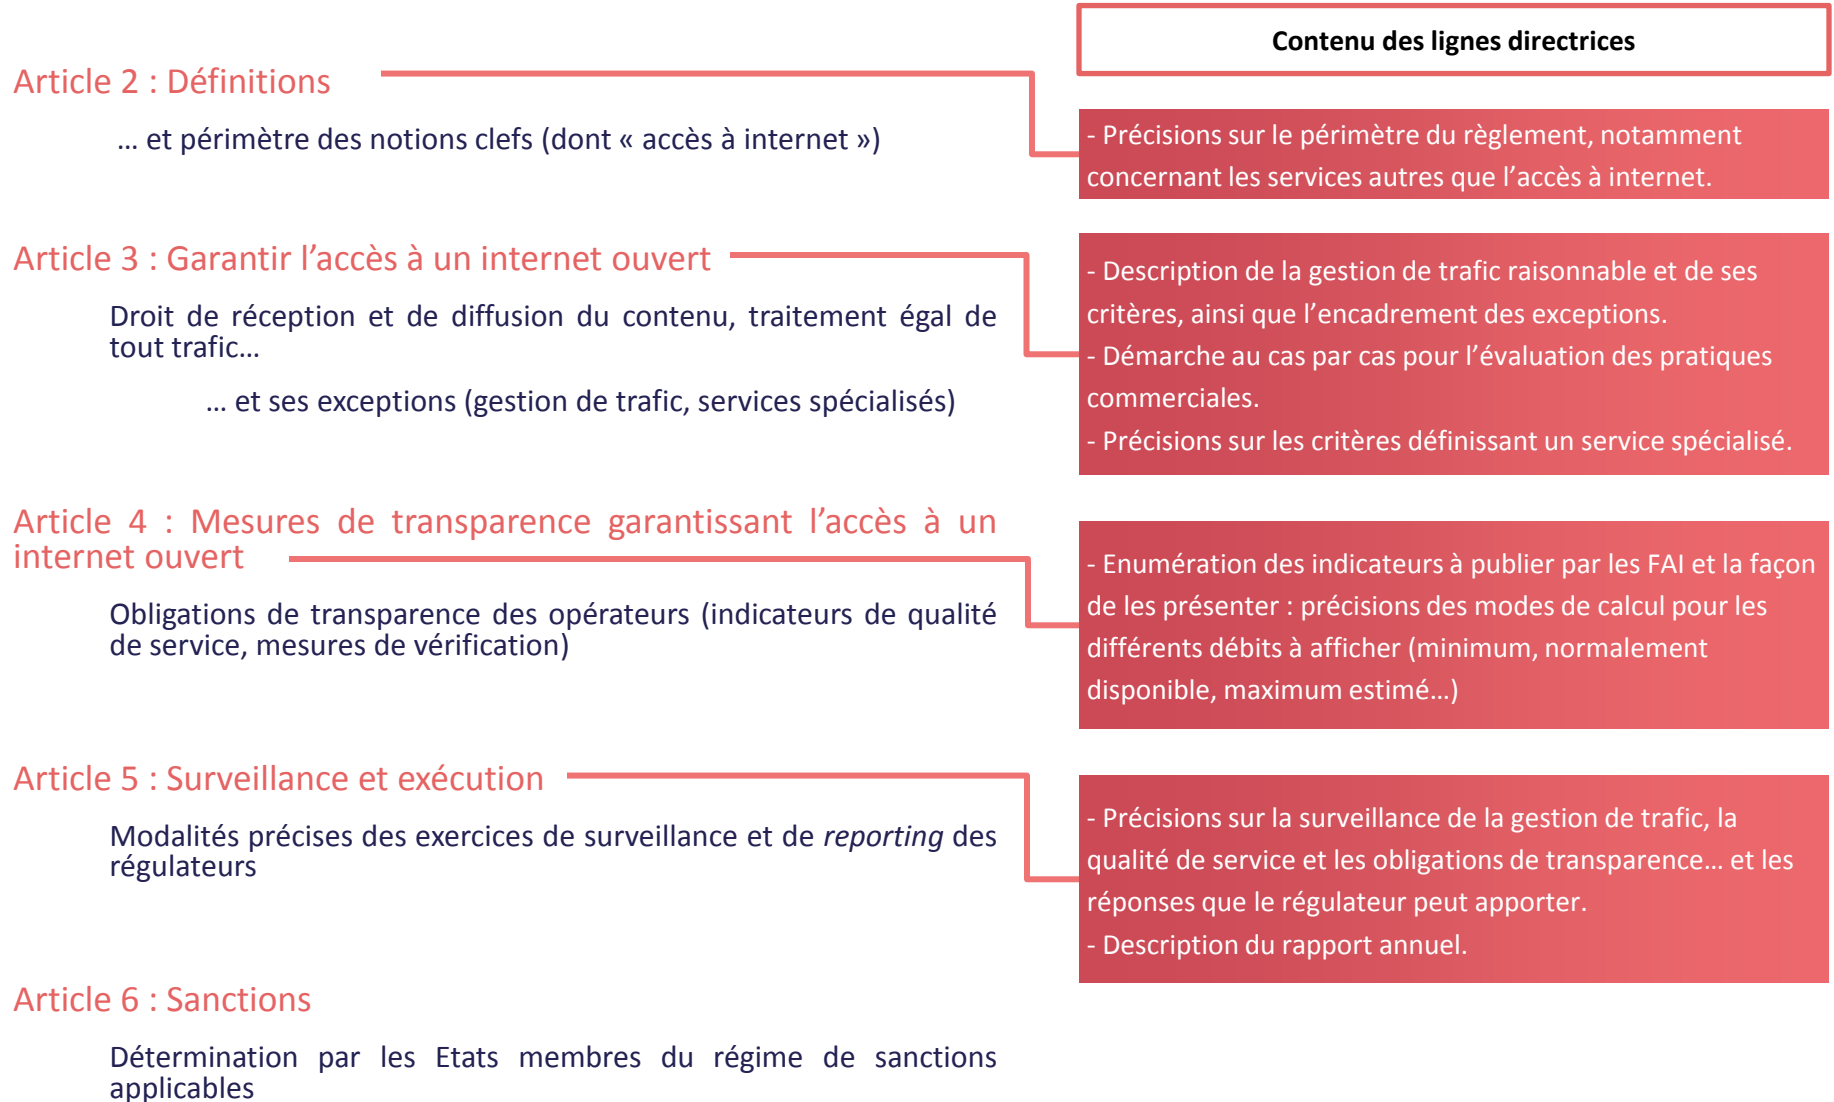 Contenu des lignes directrices
Article 2 : Définitions
… et périmètre des notions clefs (dont « accès à internet »)
- Précisions sur le périmètre du règlement, notamment
concernant les services autres que l’accès à internet.
Article 3 : Garantir l’accès à un internet ouvert
Droit de réception et de diffusion du contenu, traitement égal de
tout trafic…
… et ses exceptions (gestion de trafic, services spécialisés)
- Description de la gestion de trafic raisonnable et de ses
critères, ainsi que l’encadrement des exceptions.
- Démarche au cas par cas pour l’évaluation des pratiques
commerciales.
- Précisions sur les critères définissant un service spécialisé.
Article 4 : Mesures de transparence garantissant l’accès à un
internet ouvert
Obligations de transparence des opérateurs (indicateurs de qualité
de service, mesures de vérification)
- Enumération des indicateurs à publier par les FAI et la façon
de les présenter : précisions des modes de calcul pour les
différents débits à afficher (minimum, normalement
disponible, maximum estimé…)
Article 5 : Surveillance et exécution
Modalités précises des exercices de surveillance et de reporting des
régulateurs
- Précisions sur la surveillance de la gestion de trafic, la
qualité de service et les obligations de transparence… et les
réponses que le régulateur peut apporter.
- Description du rapport annuel.
Article 6 : Sanctions
Détermination par les Etats membres du régime de sanctions
applicables